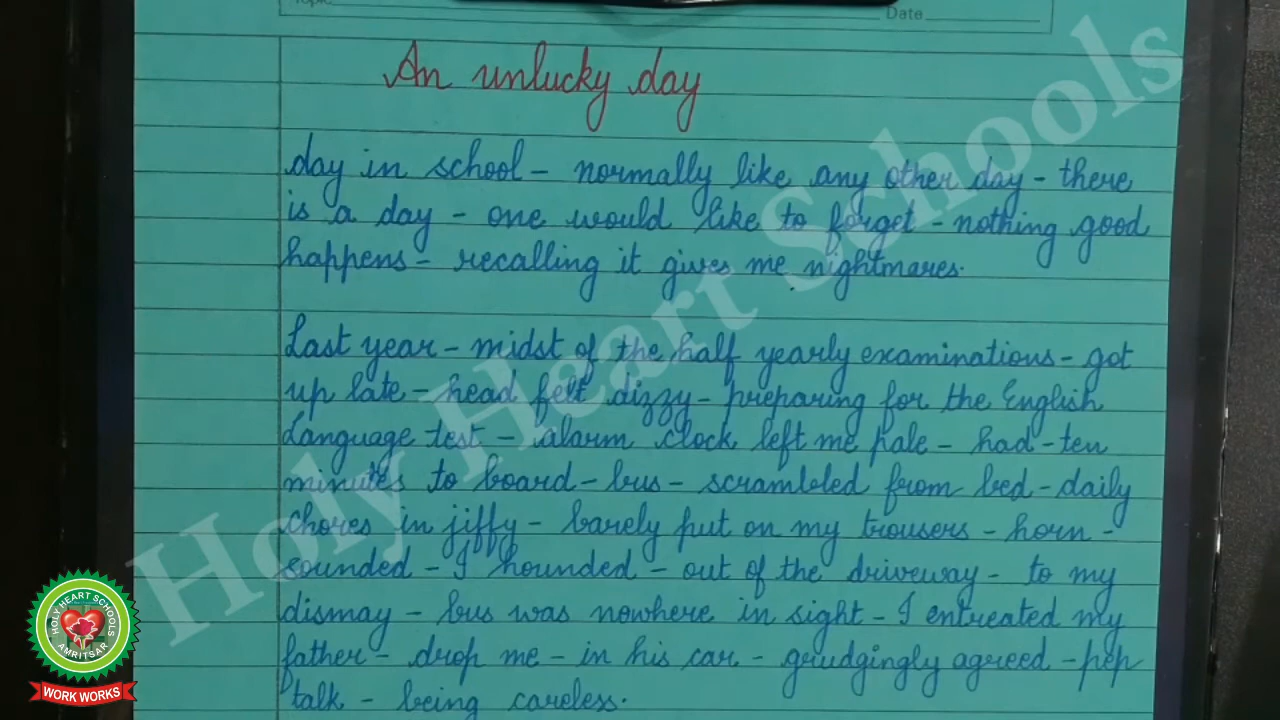 Topic Date
An unlucky day
day in school - normally like any other day - there
is a day - one would like to forget - nothing good
happens - recalling it gives me nightmares.
Last year - midst of the half yearly examinations - got
up late - head felt dizzy - preparing for the English
Language test - alarm clock left me pale - had - ten
minutes to board - bus - scrambled from bed - daily
chores in jiffy - barely put on my trousers - horn -
sounded - I hounded - out of the driveway - to my
dismay - bus was nowhere in sight - I entreated my
father - drop me - in his car - grudgingly agreed - pep
talk - being careless.
Holy Heart Schools
HOLY HEART SCHOOLS
AMRITSAR
WORK WORKS